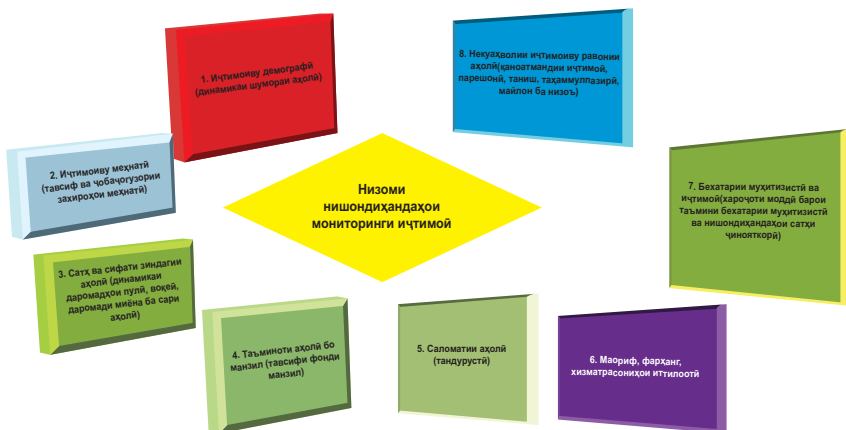 1. Иҷтимоиву демографӣ
(динамикаи шумораи аҳолӣ)
2. Иҷтимоиву меҳнатӣ
(тавсиф ва ҷобаҷогузории
захироҳои меҳнатӣ)
3. Сатҳ ва сифати зиндагии
аҳолӣ (динамикаи
даромадҳои пулӣ, воқеӣ,
даромади миёна ба сари
аҳолӣ)
4. Таъминоти аҳолӣ бо
манзил (тавсифи фонди
манзил)
5. Саломатии аҳолӣ
(тандурустӣ)
6. Маориф, фарҳанг,
хизматрасониҳои иттилоотӣ
7. Бехатарии муҳитизистӣ ва
иҷтимоӣ(хароҷоти моддӣ барои
таъмини бехатарии муҳитизистӣ
ва нишондиҳандаҳои сатҳи
ҷинояткорӣ)
8. Некуаҳволии иҷтимоиву равонии
аҳолӣ(қаноатмандии иҷтимоӣ,
парешонӣ, таниш, таҳаммулпазирӣ,
майлон ба низоъ)
Низоми
нишондиҳандаҳои
мониторинги иҷтимоӣ